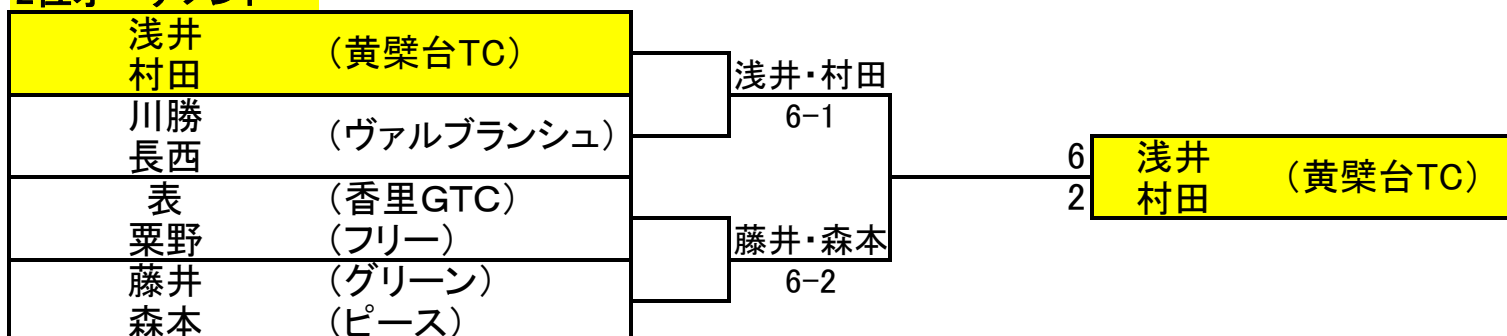 浅井
村田 (黄檗台TC)
川勝
長西 (ヴァルブランシュ)
表 (香里GTC)
粟野 (フリー)
藤井 (グリーン)
森本 (ピース)
浅井・村田
6-1
藤井・森本
6-2
6
2
浅井
村田 (黄檗台TC)